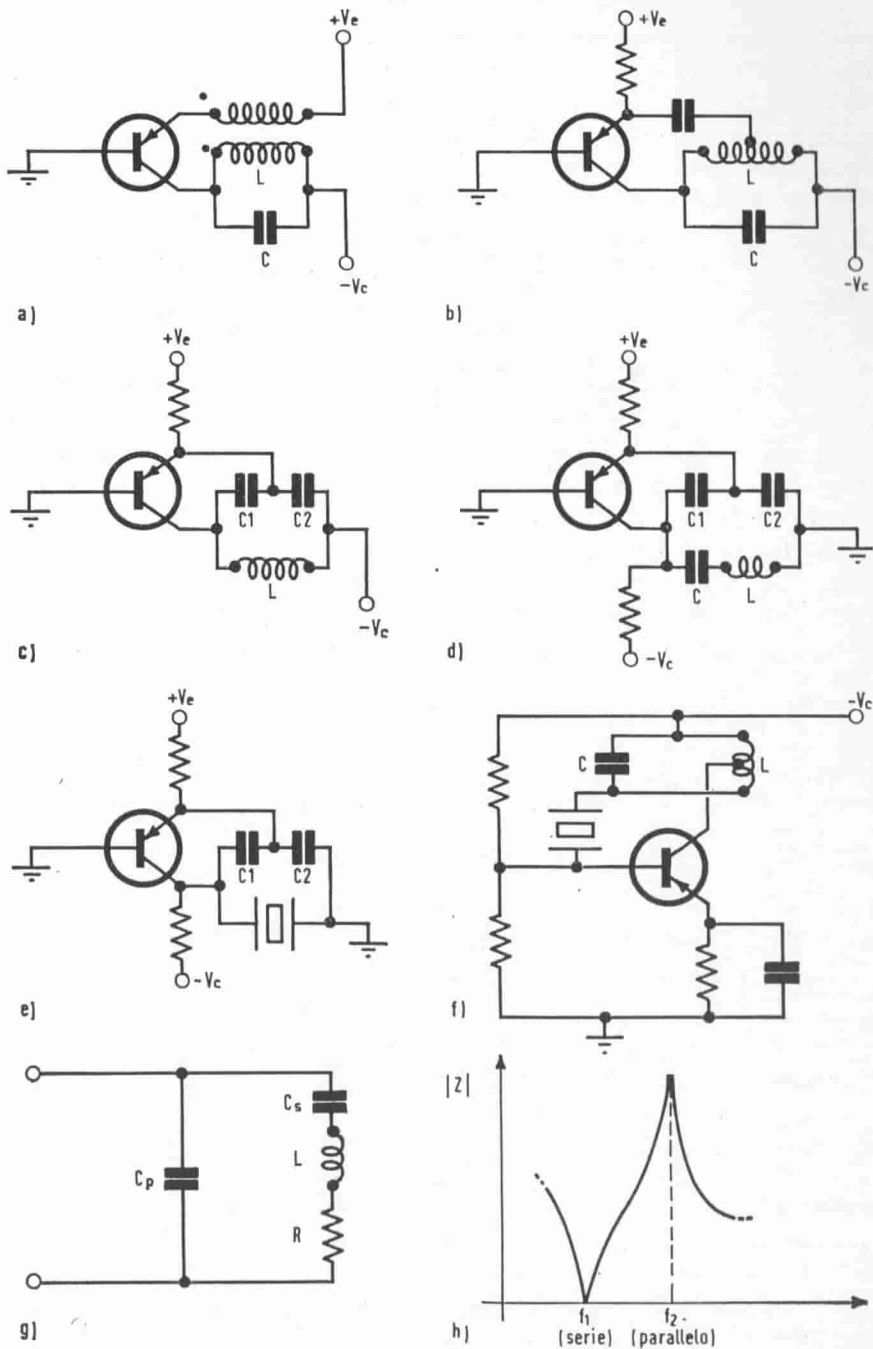 +Ve
L
C
-Vc
a)
+Ve
L
C
-Vc
b)
+Ve
C1 C2
L
-Vc
c)
+Ve
C1 C2
C L
-Vc
d)
+Ve
C1 C2
-Vc
e)
-Vc
C L
f)
Cs
L
Cp
R
g)
|Z|
f1 f2
(serie) (parallelo)
h)